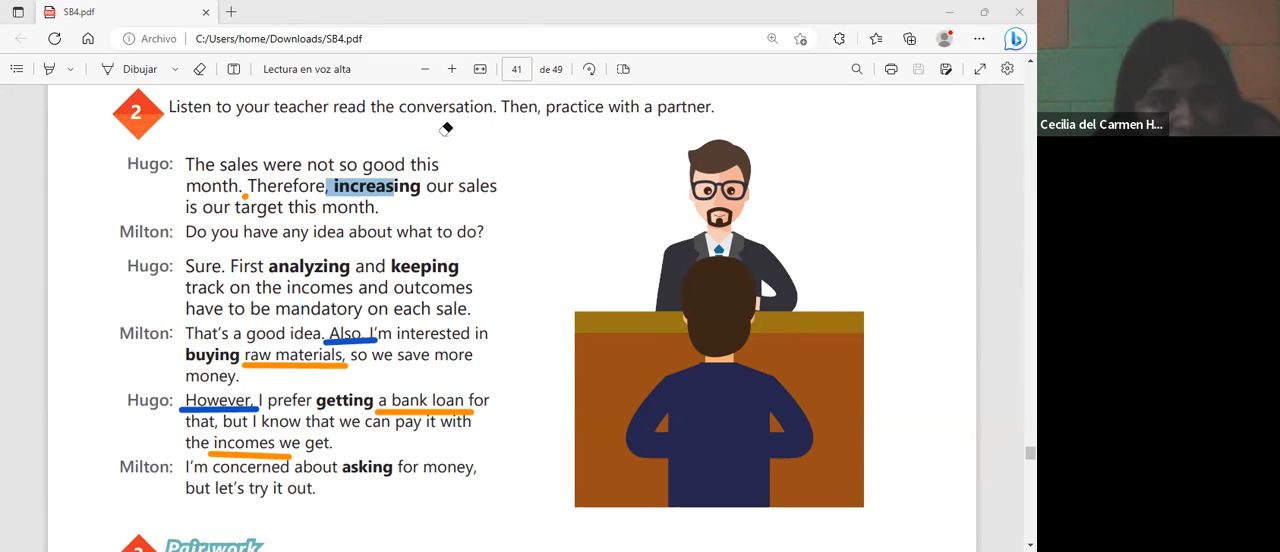 SB4.pdf
Archivo C:/Users/home/Downloads/SB4.pdf
Dibujar Lectura en voz alta 41 de 49
Cecilia del Carmen H...
2 Listen to your teacher read the conversation. Then, practice with a partner.
Hugo: The sales were not so good this
month. Therefore, increasing our sales
is our target this month.
Milton: Do you have any idea about what to do?
Hugo: Sure. First analyzing and keeping
track on the incomes and outcomes
have to be mandatory on each sale.
Milton: That's a good idea. Also, I'm interested in
buying raw materials, so we save more
money.
Hugo: However, I prefer getting a bank loan for
that, but I know that we can pay it with
the incomes we get.
Milton: I'm concerned about asking for money,
but let's try it out.
3 Pair work